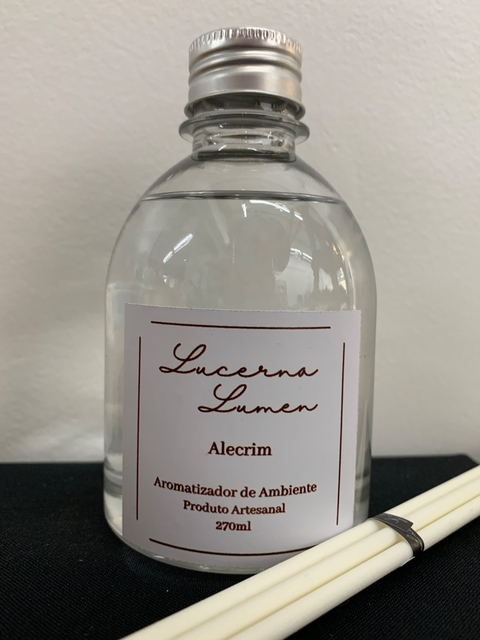 Lucerna
Lumen
Alecrim
Aromatizador de Ambiente
Produto Artesanal
270ml